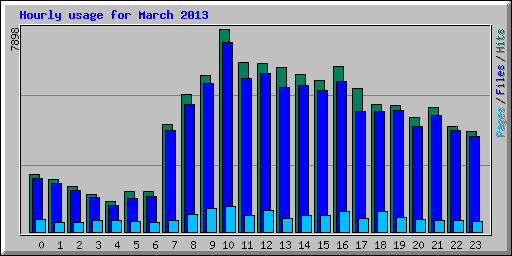 Hourly usage for March 2013
7898
Pages/Files/Hits
0 1 2 3 4 5 6 7 8 9 10 11 12 13 14 15 16 17 18 19 20 21 22 23